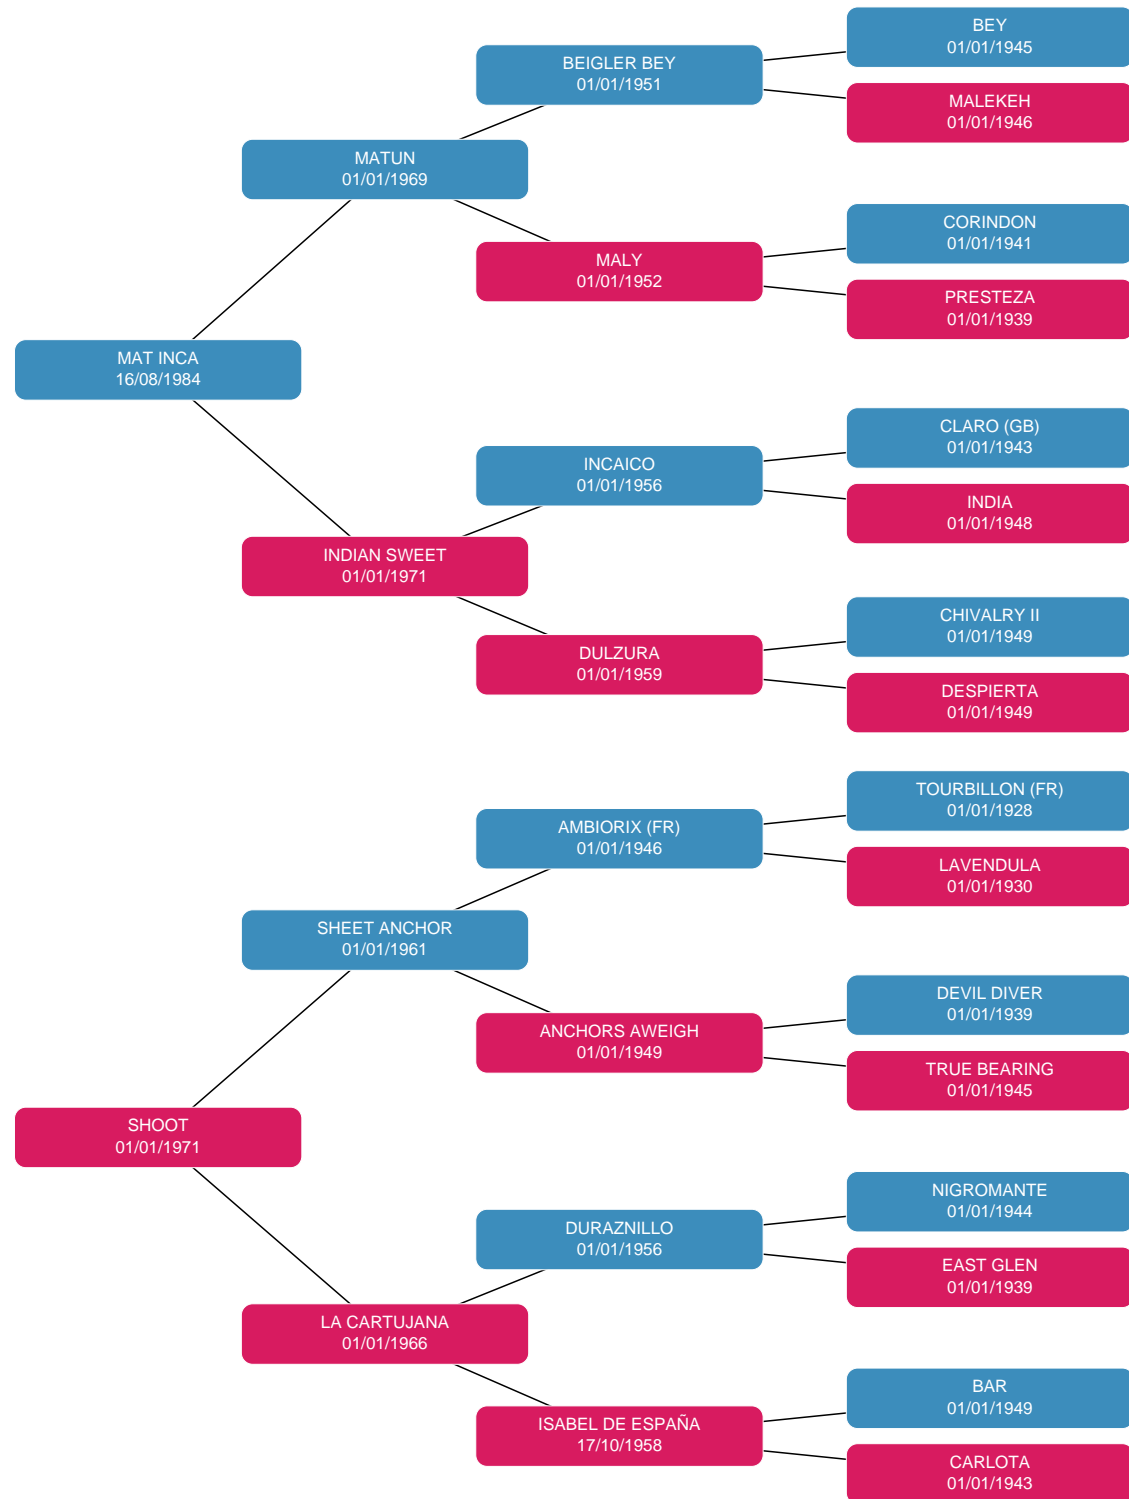 BEY
01/01/1945
BEIGLER BEY
01/01/1951
MALEKEH
01/01/1946
MATUN
01/01/1969
CORINDON
01/01/1941
MALY
01/01/1952
PRESTEZA
01/01/1939
MAT INCA
16/08/1984
CLARO (GB)
01/01/1943
INCAICO
01/01/1956
INDIA
01/01/1948
INDIAN SWEET
01/01/1971
CHIVALRY II
01/01/1949
DULZURA
01/01/1959
DESPIERTA
01/01/1949
TOURBILLON (FR)
01/01/1928
AMBIORIX (FR)
01/01/1946
LAVENDULA
01/01/1930
SHEET ANCHOR
01/01/1961
DEVIL DIVER
01/01/1939
ANCHORS AWEIGH
01/01/1949
TRUE BEARING
01/01/1945
SHOOT
01/01/1971
NIGROMANTE
01/01/1944
DURAZNILLO
01/01/1956
EAST GLEN
01/01/1939
LA CARTUJANA
01/01/1966
BAR
01/01/1949
ISABEL DE ESPAÑA
17/10/1958
CARLOTA
01/01/1943